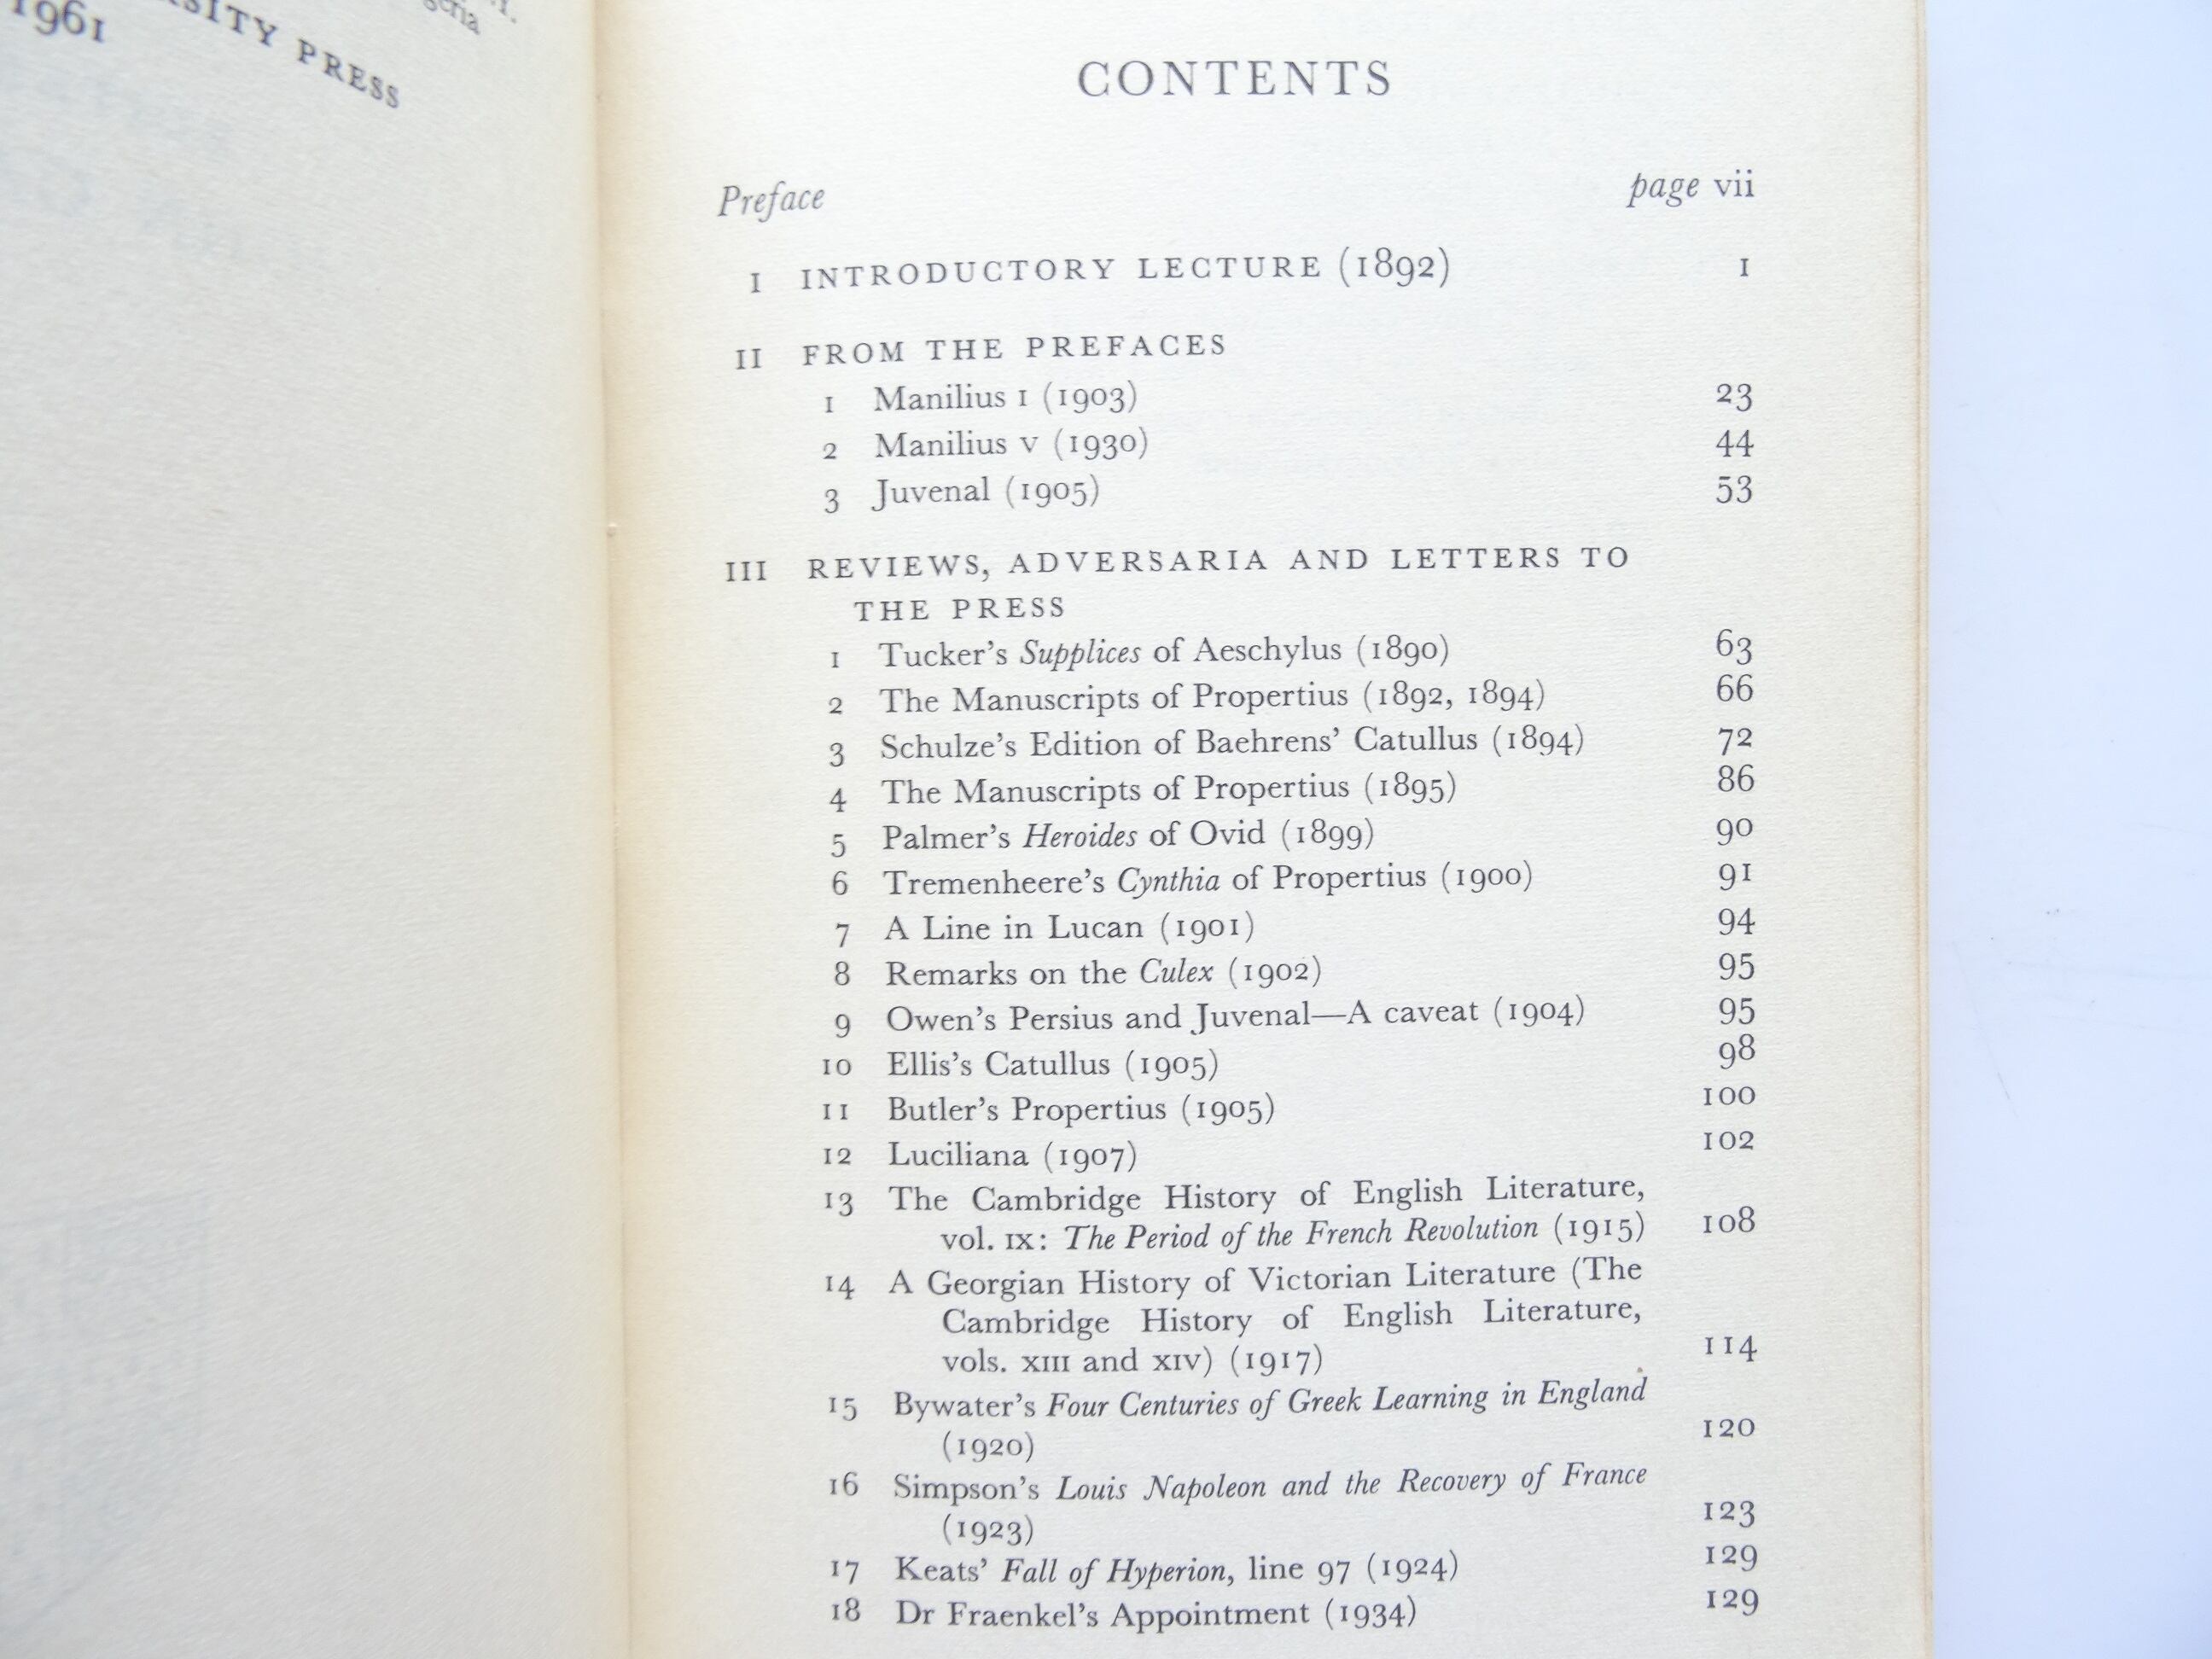 1961
SITY PRESS
CONTENTS
Preface page vii
I INTRODUCTORY LECTURE (1892) 1
II FROM THE PREFACES
1 Manilius I (1903) 23
2 Manilius V (1930) 44
3 Juvenal (1905) 53
III REVIEWS, ADVERSARIA AND LETTERS TO
THE PRESS
1 Tucker's Supplices of Aeschylus (1890) 63
2 The Manuscripts of Propertius (1892, 1894) 66
3 Schulze's Edition of Baehrens' Catullus (1894) 72
4 The Manuscripts of Propertius (1895) 86
5 Palmer's Heroides of Ovid (1899) 90
6 Tremenheere's Cynthia of Propertius (1900) 91
7 A Line in Lucan (1901) 94
8 Remarks on the Culex (1902) 95
9 Owen's Persius and Juvenal—A caveat (1904) 95
10 Ellis's Catullus (1905) 98
11 Butler's Propertius (1905) 100
12 Luciliana (1907) 102
13 The Cambridge History of English Literature,
vol. IX: The Period of the French Revolution (1915) 108
14 A Georgian History of Victorian Literature (The
Cambridge History of English Literature,
vols. XIII and XIV) (1917) 114
15 Bywater's Four Centuries of Greek Learning in England
(1920) 120
16 Simpson's Louis Napoleon and the Recovery of France
(1923) 123
17 Keats' Fall of Hyperion, line 97 (1924) 129
18 Dr Fraenkel's Appointment (1934) 129